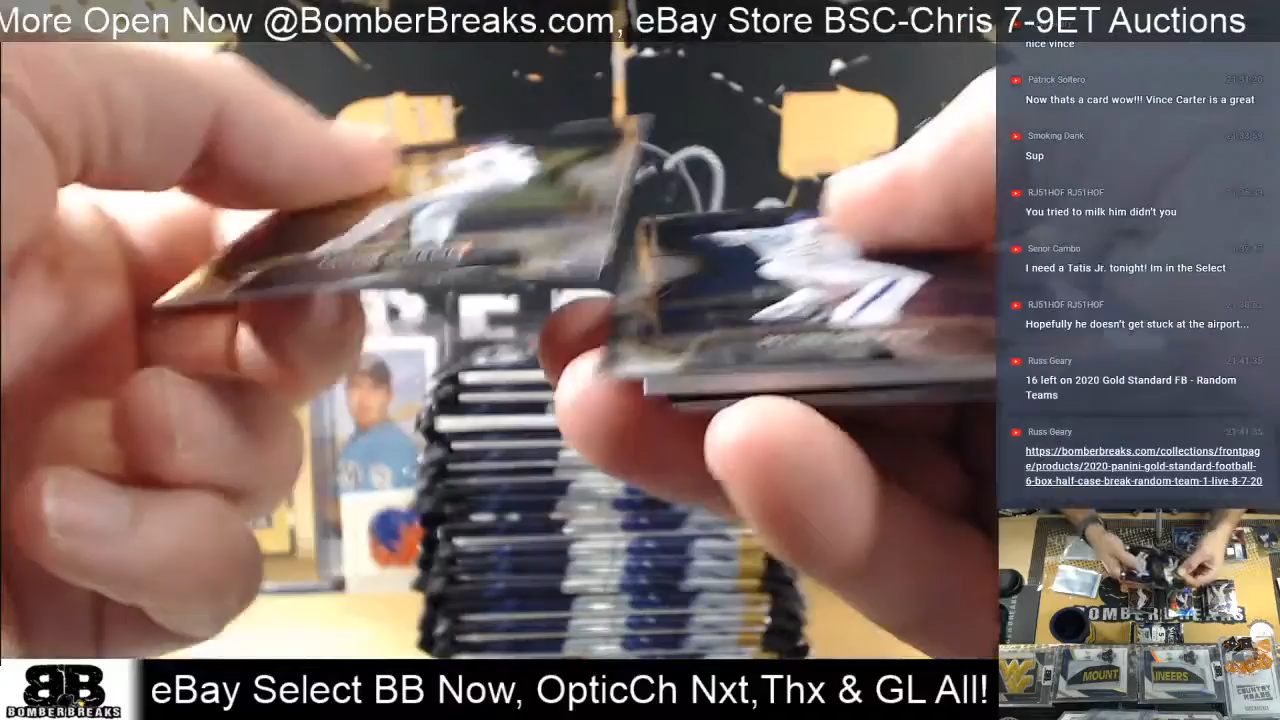 More Open Now @BomberBreaks.com, eBay Store BSC-Chris 7-9ET Auctions
nice vince
Patrick Soltero
Now thats a card wow!!! Vince Carter is a great
Smoking Dank
Sup
RJ51HOF RJ51HOF
You tried to milk him didn't you
Senor Cambo
I need a Tatis Jr. tonight! Im in the Select
RJ51HOF RJ51HOF
Hopefully he doesn't get stuck at the airport...
Russ Geary
16 left on 2020 Gold Standard FB - Random
Teams
Russ Geary
https://bomberbreaks.com/collections/frontpag
e/products/2020-panini-gold-standard-football-
6-box-half-case-break-random-team-1-live-8-7-20
BOMBERBREAKS
MOUNT
AINEERS
COUNTRY
ROADS
BB
BOMBERBREAKS
eBay Select BB Now, OpticCh Nxt,Thx & GL All!